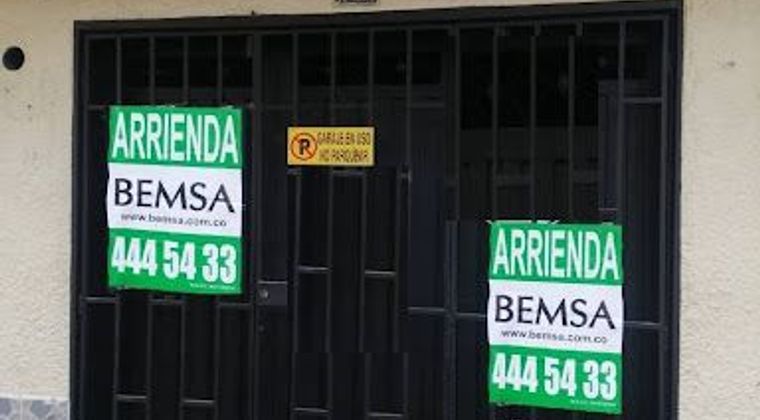 ARRIENDA
BEMSA
www.bemsa.com.co
444 54 33
GARAJE EN USO
NO PARQUEAR
ARRIENDA
BEMSA
www.bemsa.com.co
444 54 33